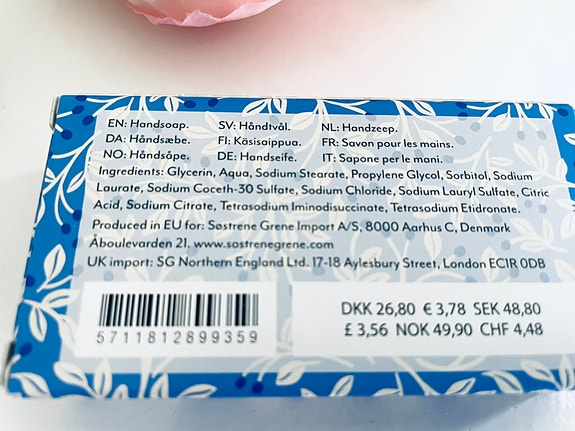 EN: Handsoap. SV: Håndtvål. NL: Handzeep.
DA: Håndsæbe. FI: Käsisaippua. FR: Savon pour les mains.
NO: Håndsåpe. DE: Handseife. IT: Sapone per le mani.
Ingredients: Glycerin, Aqua, Sodium Stearate, Propylene Glycol, Sorbitol, Sodium
Laurate, Sodium Coceth-30 Sulfate, Sodium Chloride, Sodium Lauryl Sulfate, Citric
Acid, Sodium Citrate, Tetrasodium Iminodisuccinate, Tetrasodium Etidronate.
Produced in EU for: Søstrene Grene Import A/S, 8000 Aarhus C, Denmark
Åboulevarden 21. www.sostrenegrene.com
UK import: SG Northern England Ltd. 17-18 Aylesbury Street, London EC1R 0DB
5711812899359
DKK 26,80 € 3,78 SEK 48,80
£ 3,56 NOK 49,90 CHF 4,48